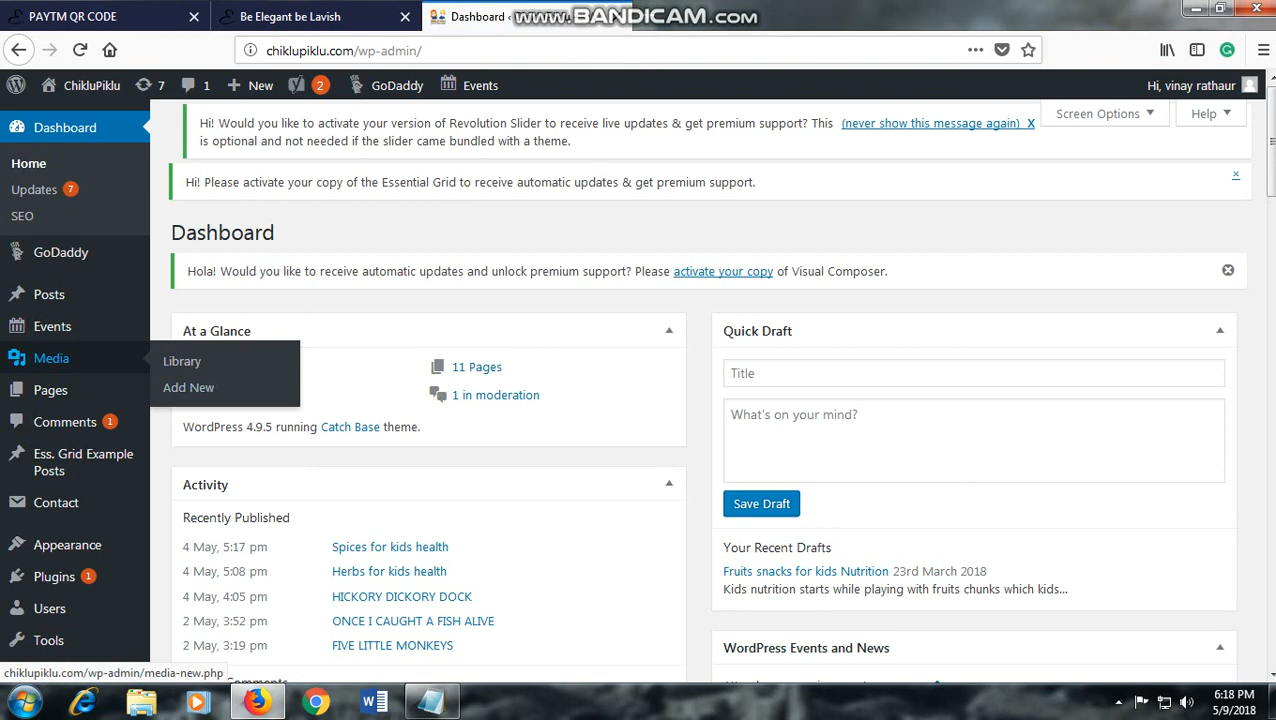 PAYTM QR CODE
Be Elegant be Lavish
Dashboard ‹
www.BANDICAM.com
chiklupiklu.com/wp-admin/
ChikluPiklu 7 1 New 2 GoDaddy Events
Hi, vinay rathaur
Dashboard
Home
Updates 7
SEO
GoDaddy
Posts
Events
Media
Library
Add New
Pages
Comments 1
Ess. Grid Example
Posts
Contact
Appearance
Plugins 1
Users
Tools
Screen Options
Help
Hi! Would you like to activate your version of Revolution Slider to receive live updates & get premium support? This (never show this message again) X
is optional and not needed if the slider came bundled with a theme.
Hi! Please activate your copy of the Essential Grid to receive automatic updates & get premium support.
Dashboard
Hola! Would you like to receive automatic updates and unlock premium support? Please activate your copy of Visual Composer.
At a Glance
11 Pages
1 in moderation
WordPress 4.9.5 running Catch Base theme.
Activity
Recently Published
4 May, 5:17 pm Spices for kids health
4 May, 5:08 pm Herbs for kids health
4 May, 4:05 pm HICKORY DICKORY DOCK
2 May, 3:52 pm ONCE I CAUGHT A FISH ALIVE
2 May, 3:19 pm FIVE LITTLE MONKEYS
Quick Draft
Title
What's on your mind?
Save Draft
Your Recent Drafts
Fruits snacks for kids Nutrition 23rd March 2018
Kids nutrition starts while playing with fruits chunks which kids...
WordPress Events and News
chiklupiklu.com/wp-admin/media-new.php
6:18 PM
5/9/2018